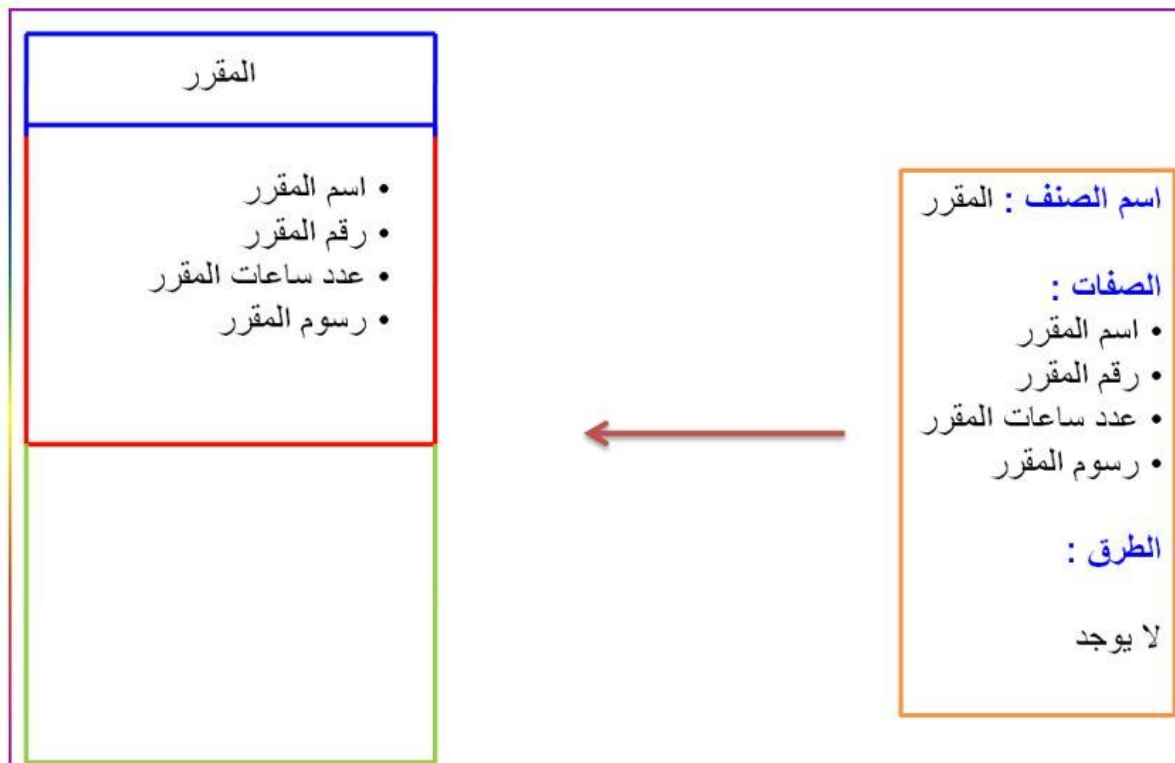 اسم الصنف : المقرر
الصفات :
• اسم المقرر
• رقم المقرر
• عدد ساعات المقرر
• رسوم المقرر
الطرق :
لا يوجد
المقرر
• اسم المقرر
• رقم المقرر
• عدد ساعات المقرر
• رسوم المقرر